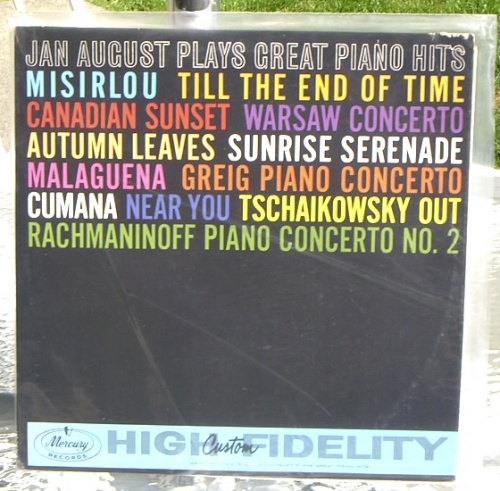 JAN AUGUST PLAYS GREAT PIANO HITS
MISIRLOU TILL THE END OF TIME
CANADIAN SUNSET WARSAW CONCERTO
AUTUMN LEAVES SUNRISE SERENADE
MALAGUENA GREIG PIANO CONCERTO
CUMANA NEAR YOU TSCHAIKOWSKY OUT
RACHMANINOFF PIANO CONCERTO NO. 2
Mercury
RECORDS
Custom
HIGH FIDELITY